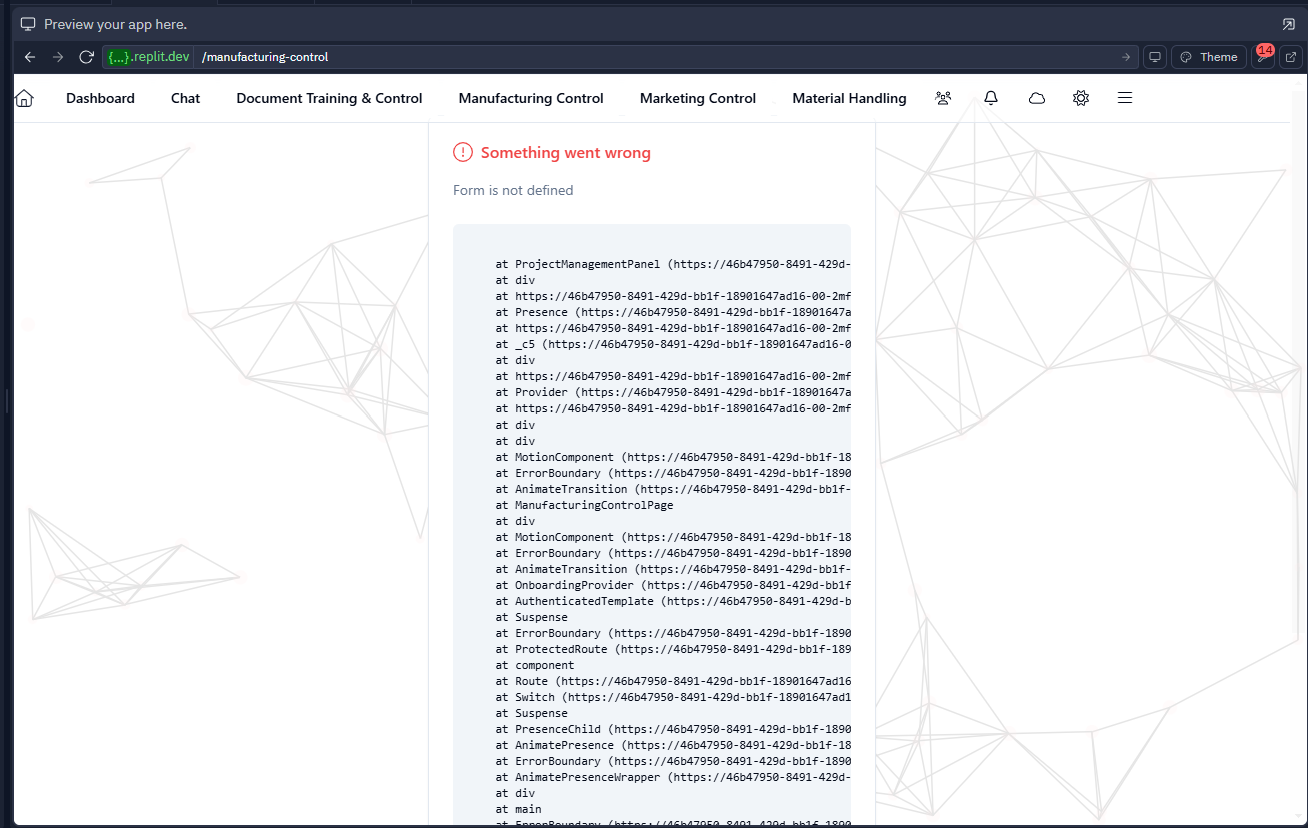 Preview your app here.
{...}.replit.dev /manufacturing-control
Theme
14
Dashboard Chat Document Training & Control Manufacturing Control Marketing Control Material Handling
Something went wrong
Form is not defined
at ProjectManagementPanel (https://46b47950-8491-429d-
at div
at https://46b47950-8491-429d-bb1f-18901647ad16-00-2mf
at Presence (https://46b47950-8491-429d-bb1f-18901647a
at https://46b47950-8491-429d-bb1f-18901647ad16-00-2mf
at _c5 (https://46b47950-8491-429d-bb1f-18901647ad16-0
at div
at https://46b47950-8491-429d-bb1f-18901647ad16-00-2mf
at Provider (https://46b47950-8491-429d-bb1f-18901647a
at https://46b47950-8491-429d-bb1f-18901647ad16-00-2mf
at div
at div
at MotionComponent (https://46b47950-8491-429d-bb1f-18
at ErrorBoundary (https://46b47950-8491-429d-bb1f-1890
at AnimateTransition (https://46b47950-8491-429d-bb1f-
at ManufacturingControlPage
at div
at MotionComponent (https://46b47950-8491-429d-bb1f-18
at ErrorBoundary (https://46b47950-8491-429d-bb1f-1890
at AnimateTransition (https://46b47950-8491-429d-bb1f-
at OnboardingProvider (https://46b47950-8491-429d-bb1f
at AuthenticatedTemplate (https://46b47950-8491-429d-b
at Suspense
at ErrorBoundary (https://46b47950-8491-429d-bb1f-1890
at ProtectedRoute (https://46b47950-8491-429d-bb1f-189
at component
at Route (https://46b47950-8491-429d-bb1f-18901647ad16
at Switch (https://46b47950-8491-429d-bb1f-18901647ad1
at Suspense
at PresenceChild (https://46b47950-8491-429d-bb1f-1890
at AnimatePresence (https://46b47950-8491-429d-bb1f-18
at ErrorBoundary (https://46b47950-8491-429d-bb1f-1890
at AnimatePresenceWrapper (https://46b47950-8491-429d-
at div
at main
at ErrorBoundary (https://46b47950-8491-429d-bb1f-1890